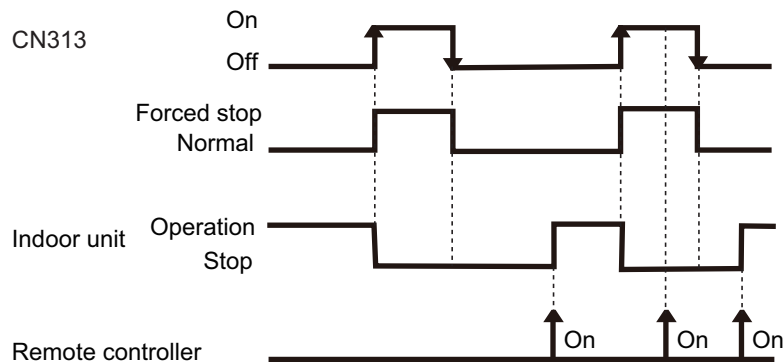 On
CN313
Off
Forced stop
Normal
Operation
Indoor unit
Stop
On
On
On
Remote controller